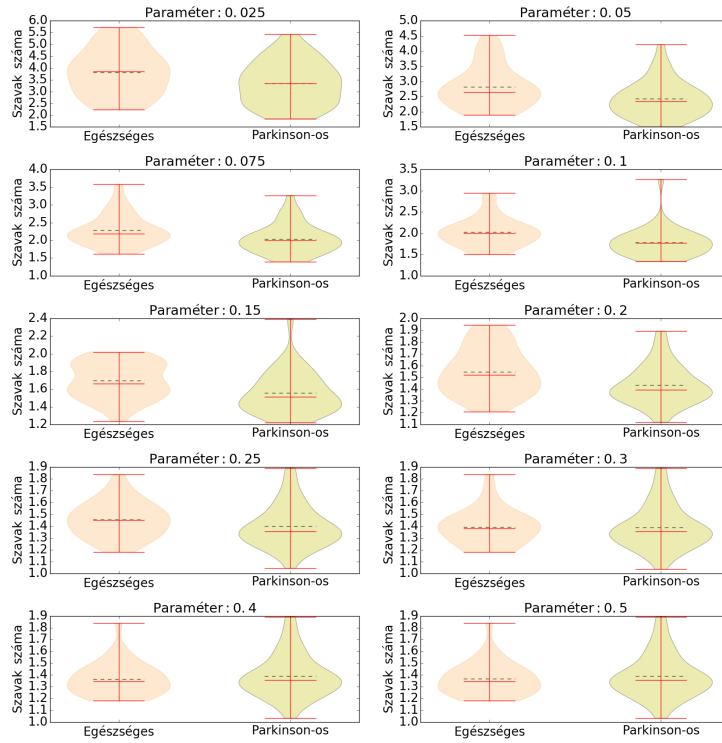 Paraméter: 0.025
Szavak száma
6.0
5.5
5.0
4.5
4.0
3.5
3.0
2.5
2.0
1.5
Egészséges Parkinson-os
Paraméter: 0.05
Szavak száma
5.0
4.5
4.0
3.5
3.0
2.5
2.0
1.5
Egészséges Parkinson-os
Paraméter: 0.075
Szavak száma
4.0
3.5
3.0
2.5
2.0
1.5
1.0
Egészséges Parkinson-os
Paraméter: 0.1
Szavak száma
3.5
3.0
2.5
2.0
1.5
1.0
Egészséges Parkinson-os
Paraméter: 0.15
Szavak száma
2.4
2.2
2.0
1.8
1.6
1.4
1.2
Egészséges Parkinson-os
Paraméter: 0.2
Szavak száma
2.0
1.9
1.8
1.7
1.6
1.5
1.4
1.3
1.2
1.1
Egészséges Parkinson-os
Paraméter: 0.25
Szavak száma
1.9
1.8
1.7
1.6
1.5
1.4
1.3
1.2
1.1
1.0
Egészséges Parkinson-os
Paraméter: 0.3
Szavak száma
1.9
1.8
1.7
1.6
1.5
1.4
1.3
1.2
1.1
1.0
Egészséges Parkinson-os
Paraméter: 0.4
Szavak száma
1.9
1.8
1.7
1.6
1.5
1.4
1.3
1.2
1.1
1.0
Egészséges Parkinson-os
Paraméter: 0.5
Szavak száma
1.9
1.8
1.7
1.6
1.5
1.4
1.3
1.2
1.1
1.0
Egészséges Parkinson-os